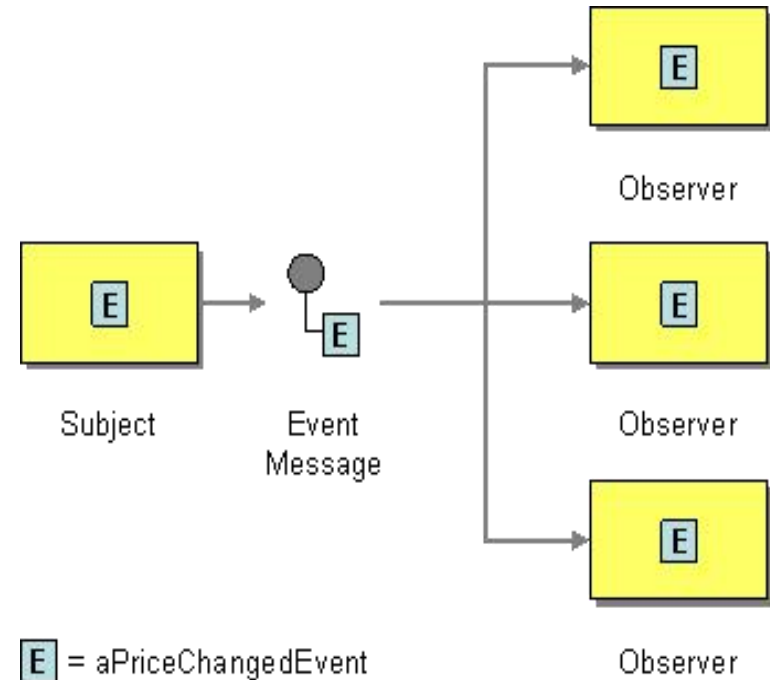 E
Observer
E
E
E
E
Subject
Event
Message
Observer
E
E = aPriceChangedEvent
Observer